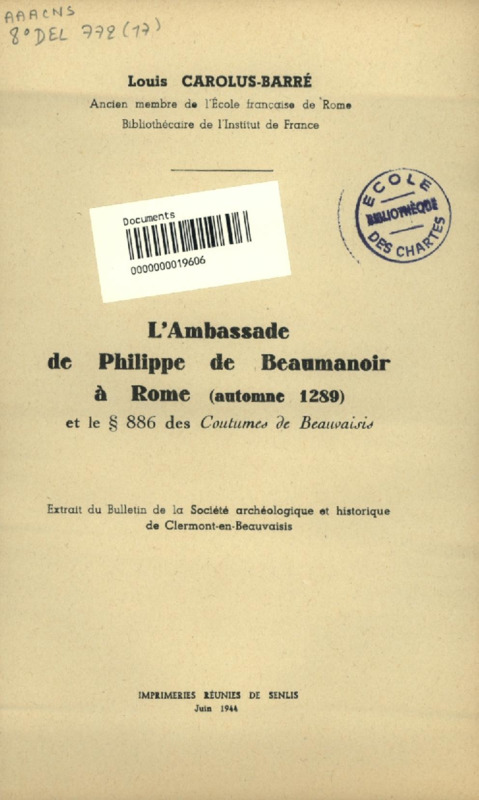 AAACNS
8° DEL 772 (17)
Louis CAROLUS-BARRÉ
Ancien membre de l'École française de Rome
Bibliothécaire de l'Institut de France
ECOLE
BIBLIOTHÈQUE
DES CHARTES
Documents
0000000019606
L'Ambassade
de Philippe de Beaumanoir
à Rome (automne 1289)
et le § 886 des Coutumes de Beauvaisis
Extrait du Bulletin de la Société archéologique et historique
de Clermont-en-Beauvaisis
IMPRIMERIES RÉUNIES DE SENLIS
Juin 1944